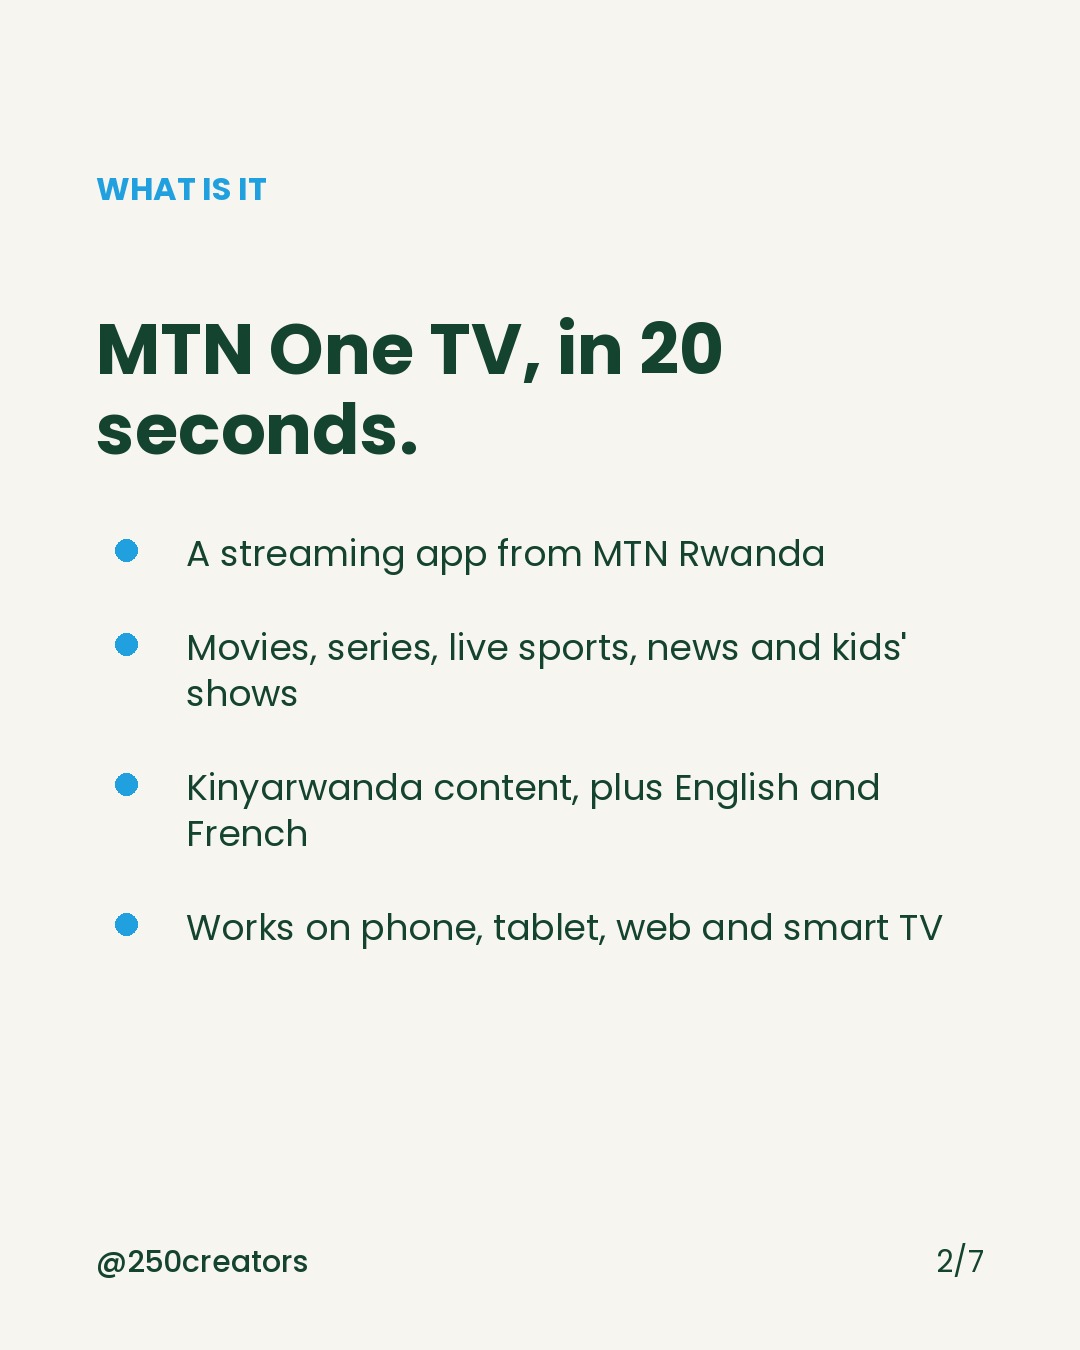 WHAT IS IT
MTN One TV, in 20
seconds.
A streaming app from MTN Rwanda
Movies, series, live sports, news and kids'
shows
Kinyarwanda content, plus English and
French
Works on phone, tablet, web and smart TV
@250creators
2/7